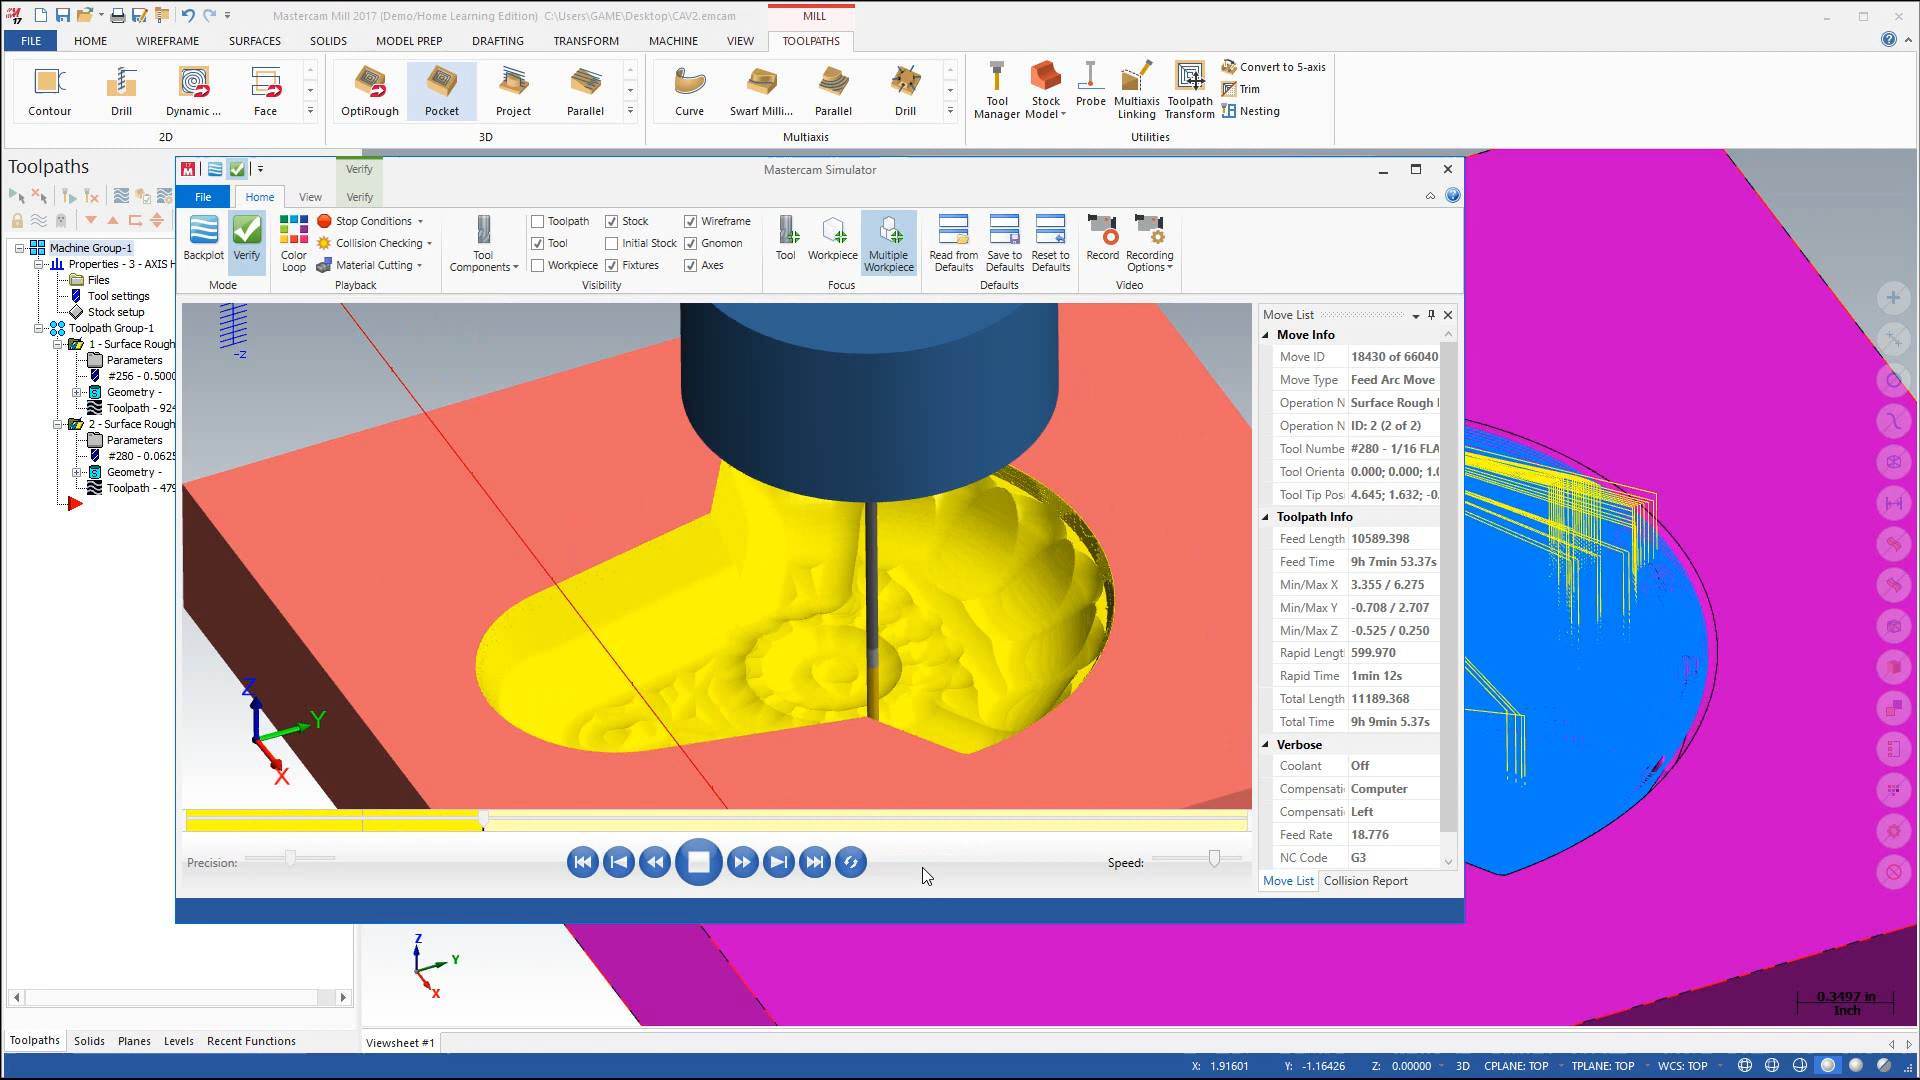 Mastercam Mill 2017 (Demo/Home Learning Edition) C:\Users\GAME\Desktop\CAV2.emcam
MILL
FILE HOME WIREFRAME SURFACES SOLIDS MODEL PREP DRAFTING TRANSFORM MACHINE VIEW TOOLPATHS
Contour Drill Dynamic ... Face
2D
OptiRough Pocket Project Parallel
3D
Curve Swarf Milli... Parallel Drill
Multiaxis
Tool Manager
Stock Model
Probe
Multiaxis Linking
Toolpath Transform
Convert to 5-axis
Trim
Nesting
Utilities
Toolpaths
Machine Group-1
Properties - 3 - AXIS H
Files
Tool settings
Stock setup
Toolpath Group-1
1 - Surface Rough
Parameters
#256 - 0.5000
Geometry -
Toolpath - 924
2 - Surface Rough
Parameters
#280 - 0.0625
Geometry -
Toolpath - 479
Verify
Mastercam Simulator
File Home View Verify
Backplot Verify
Mode
Color Loop
Stop Conditions
Collision Checking
Material Cutting
Playback
Tool Components
Toolpath Stock Wireframe
Tool Initial Stock Gnomon
Workpiece Fixtures Axes
Visibility
Tool Workpiece Multiple Workpiece
Focus
Read from Defaults
Save to Defaults
Reset to Defaults
Defaults
Record
Recording Options
Video
-Z
Z
Y
X
Precision:
Speed:
Move List
Move Info
Move ID 18430 of 66040
Move Type Feed Arc Move
Operation N Surface Rough
Operation N ID: 2 (2 of 2)
Tool Numbe #280 - 1/16 FLA
Tool Orienta 0.000; 0.000; 1.0
Tool Tip Posi 4.645; 1.632; -0.
Toolpath Info
Feed Length 10589.398
Feed Time 9h 7min 53.37s
Min/Max X 3.355 / 6.275
Min/Max Y -0.708 / 2.707
Min/Max Z -0.525 / 0.250
Rapid Lengt 599.970
Rapid Time 1min 12s
Total Length 11189.368
Total Time 9h 9min 5.37s
Verbose
Coolant Off
Compensati Computer
Compensati Left
Feed Rate 18.776
NC Code G3
Move List Collision Report
Z
Y
X
0.3497 in
Inch
Toolpaths Solids Planes Levels Recent Functions
Viewsheet #1
X: 1.91601 Y: -1.16426 Z: 0.00000 3D CPLANE: TOP TPLANE: TOP WCS: TOP